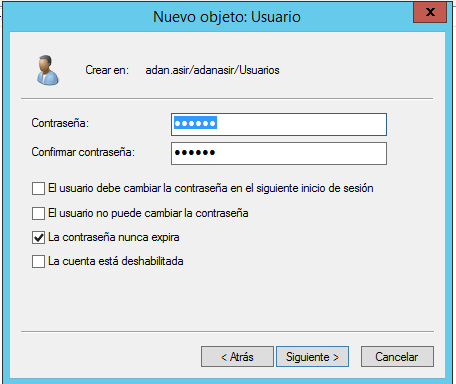 Nuevo objeto: Usuario
x
Crear en: adan.asir/adanasir/Usuarios
Contraseña: ●●●●●●
Confirmar contraseña: ●●●●●●
El usuario debe cambiar la contraseña en el siguiente inicio de sesión
El usuario no puede cambiar la contraseña
La contraseña nunca expira
La cuenta está deshabilitada
< Atrás Siguiente > Cancelar